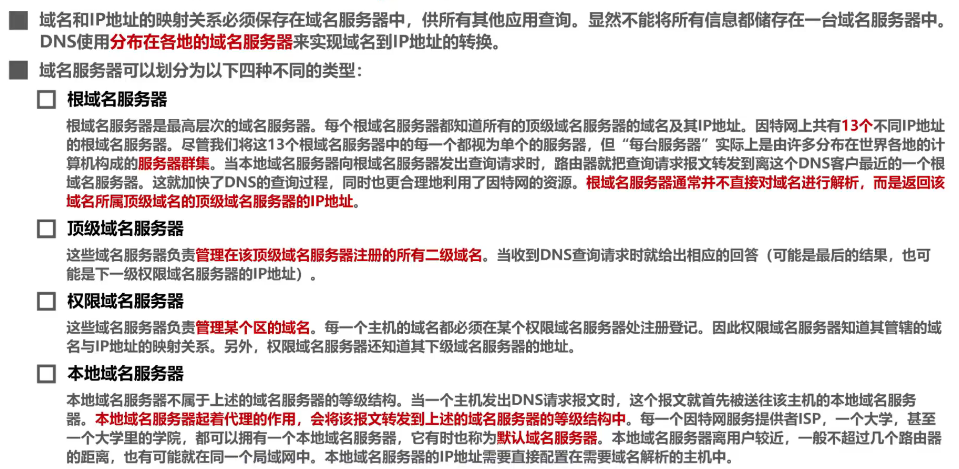 域名和IP地址的映射关系必须保存在域名服务器中，供所有其他应用查询。显然不能将所有信息都储存在一台域名服务器中。
DNS使用分布在各地的域名服务器来实现域名到IP地址的转换。
域名服务器可以划分为以下四种不同的类型：
根域名服务器
根域名服务器是最高层次的域名服务器。每个根域名服务器都知道所有的顶级域名服务器的域名及其IP地址。因特网上共有13个不同IP地址
的根域名服务器。尽管我们将这13个根域名服务器中的每一个都视为单个的服务器，但“每台服务器”实际上是由许多分布在世界各地的计
算机构成的服务器群集。当本地域名服务器向根域名服务器发出查询请求时，路由器就把查询请求报文转发到离这个DNS客户最近的一个根
域名服务器。这就加快了DNS的查询过程，同时也更合理地利用了因特网的资源。根域名服务器通常并不直接对域名进行解析，而是返回该
域名所属顶级域名的顶级域名服务器的IP地址。
顶级域名服务器
这些域名服务器负责管理在该顶级域名服务器注册的所有二级域名。当收到DNS查询请求时就给出相应的回答（可能是最后的结果，也可
能是下一级权限域名服务器的IP地址）。
权限域名服务器
这些域名服务器负责管理某个区的域名。每一个主机的域名都必须在某个权限域名服务器处注册登记。因此权限域名服务器知道其管辖的域
名与IP地址的映射关系。另外，权限域名服务器还知道其下级域名服务器的地址。
本地域名服务器
本地域名服务器不属于上述的域名服务器的等级结构。当一个主机发出DNS请求报文时，这个报文就首先被送往该主机的本地域名服务
器。本地域名服务器起着代理的作用，会将该报文转发到上述的域名服务器的等级结构中。每一个因特网服务提供者ISP，一个大学，甚至
一个大学里的学院，都可以拥有一个本地域名服务器，它有时也称为默认域名服务器。本地域名服务器离用户较近，一般不超过几个路由器
的距离，也有可能就在同一个局域网中。本地域名服务器的IP地址需要直接配置在需要域名解析的主机中。